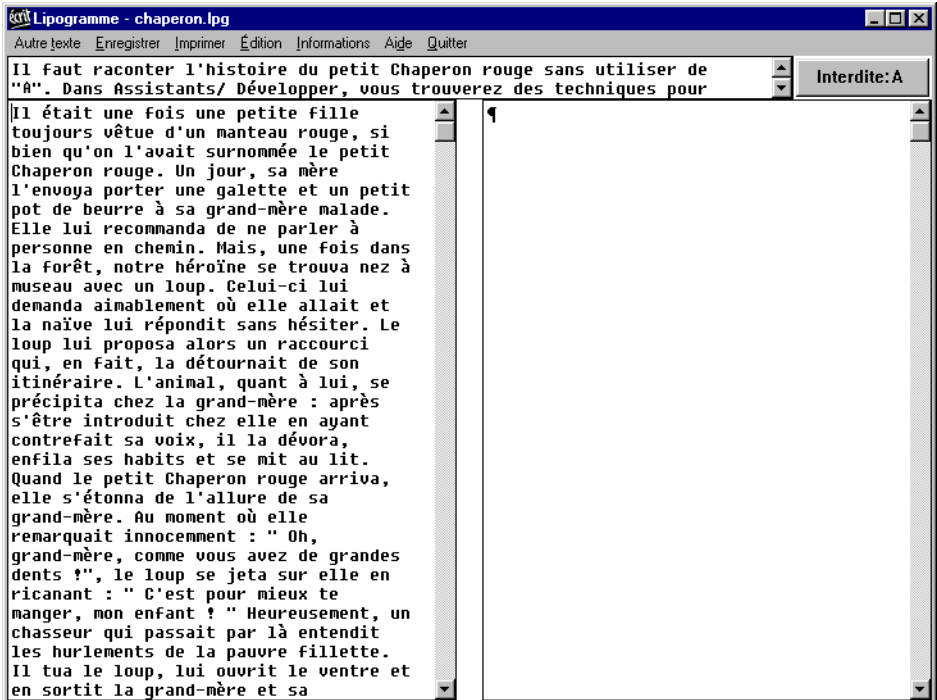 écrit Lipogramme - chaperon.lpg
Autre texte Enregistrer Imprimer Édition Informations Aide Quitter
Il faut raconter l'histoire du petit Chaperon rouge sans utiliser de
"A". Dans Assistants/ Développer, vous trouverez des techniques pour
Interdite: A
Il était une fois une petite fille
toujours vêtue d'un manteau rouge, si
bien qu'on l'avait surnommée le petit
Chaperon rouge. Un jour, sa mère
l'envoya porter une galette et un petit
pot de beurre à sa grand-mère malade.
Elle lui recommanda de ne parler à
personne en chemin. Mais, une fois dans
la forêt, notre héroïne se trouva nez à
museau avec un loup. Celui-ci lui
demanda aimablement où elle allait et
la naïve lui répondit sans hésiter. Le
loup lui proposa alors un raccourci
qui, en fait, la détournait de son
itinéraire. L'animal, quant à lui, se
précipita chez la grand-mère : après
s'être introduit chez elle en ayant
contrefait sa voix, il la dévora,
enfila ses habits et se mit au lit.
Quand le petit Chaperon rouge arriva,
elle s'étonna de l'allure de sa
grand-mère. Au moment où elle
remarquait innocemment : " Oh,
grand-mère, comme vous avez de grandes
dents !", le loup se jeta sur elle en
ricanant : " C'est pour mieux te
manger, mon enfant ! " Heureusement, un
chasseur qui passait par là entendit
les hurlements de la pauvre fillette.
Il tua le loup, lui ouvrit le ventre et
en sortit la grand-mère et sa
¶